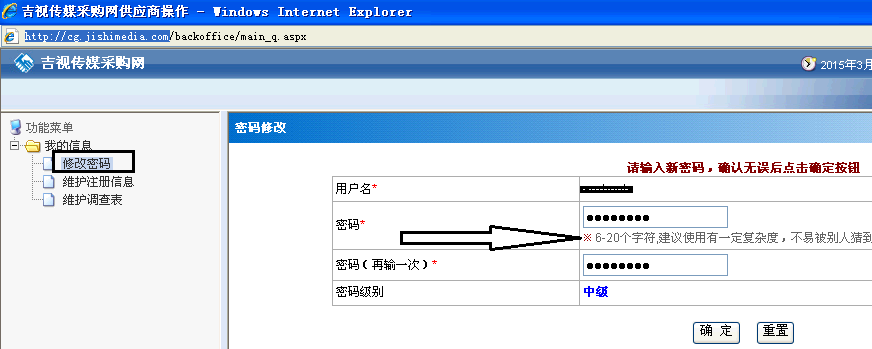 吉视传媒采购网供应商操作 - Windows Internet Explorer
http://cg.jishimedia.com/backoffice/main_q.aspx
吉视传媒采购网
2015年3月
功能菜单
我的信息
修改密码
维护注册信息
维护调查表
密码修改
请输入新密码，确认无误后点击确定按钮
用户名*
密码*
※ 6-20个字符,建议使用有一定复杂度，不易被别人猜到
密码（再输一次）*
密码级别 中级
确 定 重置